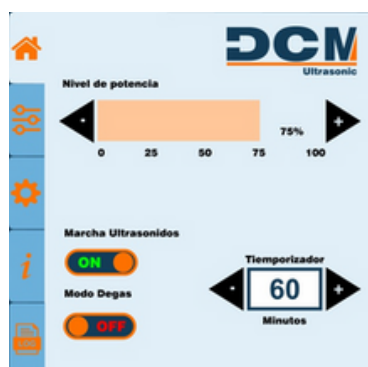 DCM
Ultrasonic
Nivel de potencia
- + 75%
0 25 50 75 100
Marcha Ultrasonidos
ON
Modo Degas
OFF
Tiemporizador
- 60 +
Minutos
i
LOG